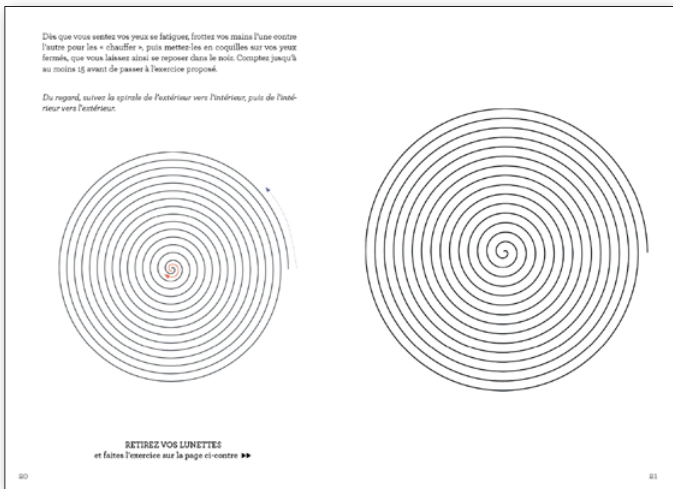 Dès que vous sentez vos yeux se fatiguer, frottez vos mains l'une contre
l'autre pour les « chauffer », puis mettez-les en coquilles sur vos yeux
fermés, que vous laissez ainsi se reposer dans le noir. Comptez jusqu'à
au moins 15 avant de passer à l'exercice proposé.
Du regard, suivez la spirale de l'extérieur vers l'intérieur, puis de l'inté-
rieur vers l'extérieur.
RETIREZ VOS LUNETTES
et faites l'exercice sur la page ci-contre ▸▸
20
21